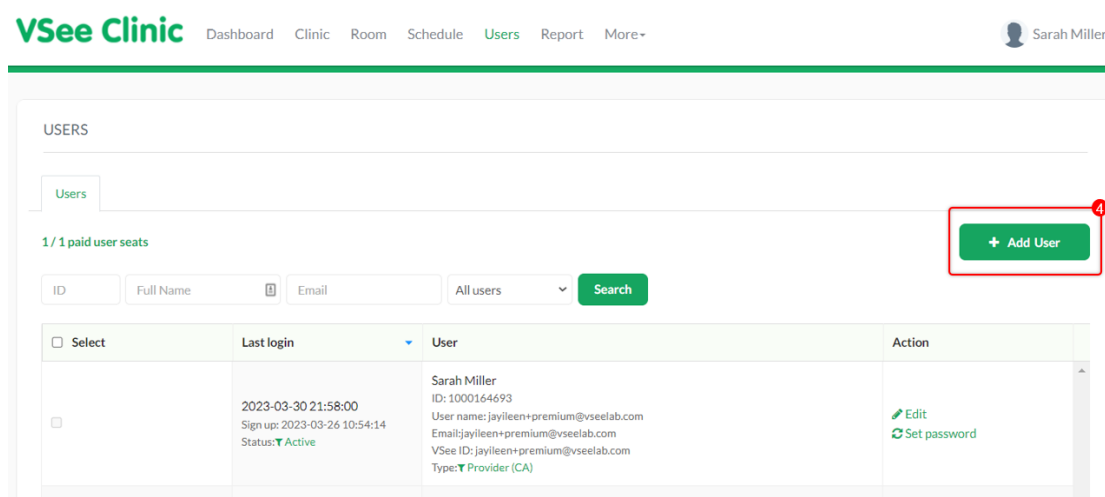 VSee Clinic Dashboard Clinic Room Schedule Users Report More Sarah Miller
USERS
Users
4
1 / 1 paid user seats
+ Add User
ID Full Name Email All users Search
Select Last login User Action
Sarah Miller
ID: 1000164693
2023-03-30 21:58:00
User name: jayileen+premium@vseelab.com
Edit
Sign up: 2023-03-26 10:54:14
Email:jayileen+premium@vseelab.com
Set password
Status: Active
VSee ID: jayileen+premium@vseelab.com
Type: Provider (CA)